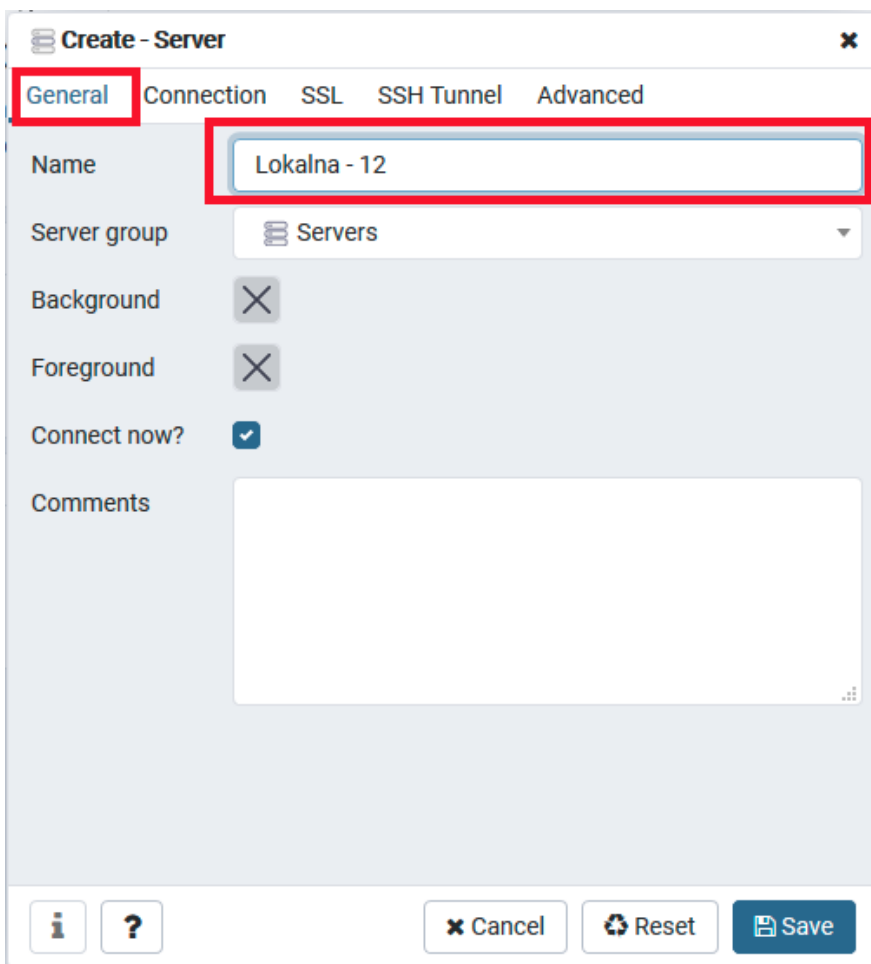 Create - Server
General Connection SSL SSH Tunnel Advanced
Name Lokalna - 12
Server group Servers
Background
Foreground
Connect now?
Comments
i ? Cancel Reset Save